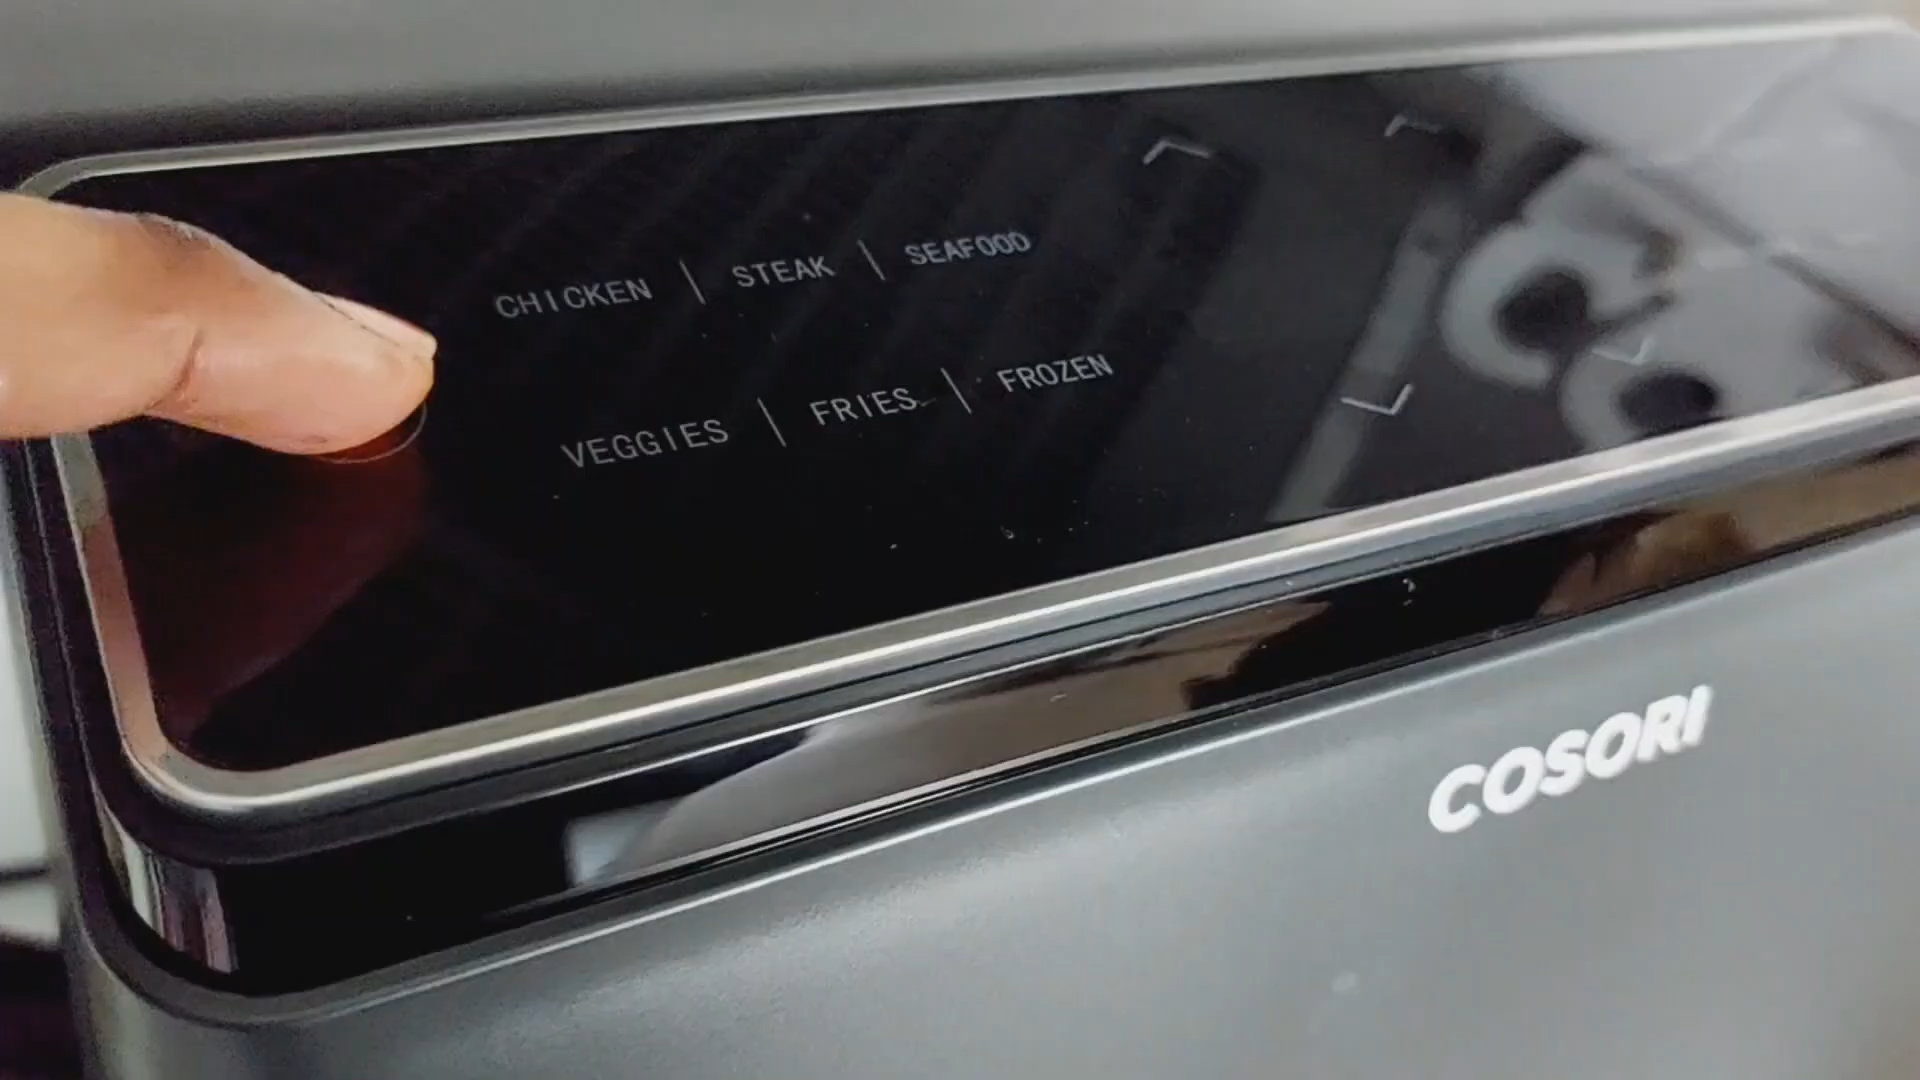 CHICKEN | STEAK | SEAFOOD
VEGGIES | FRIES | FROZEN
COSORI